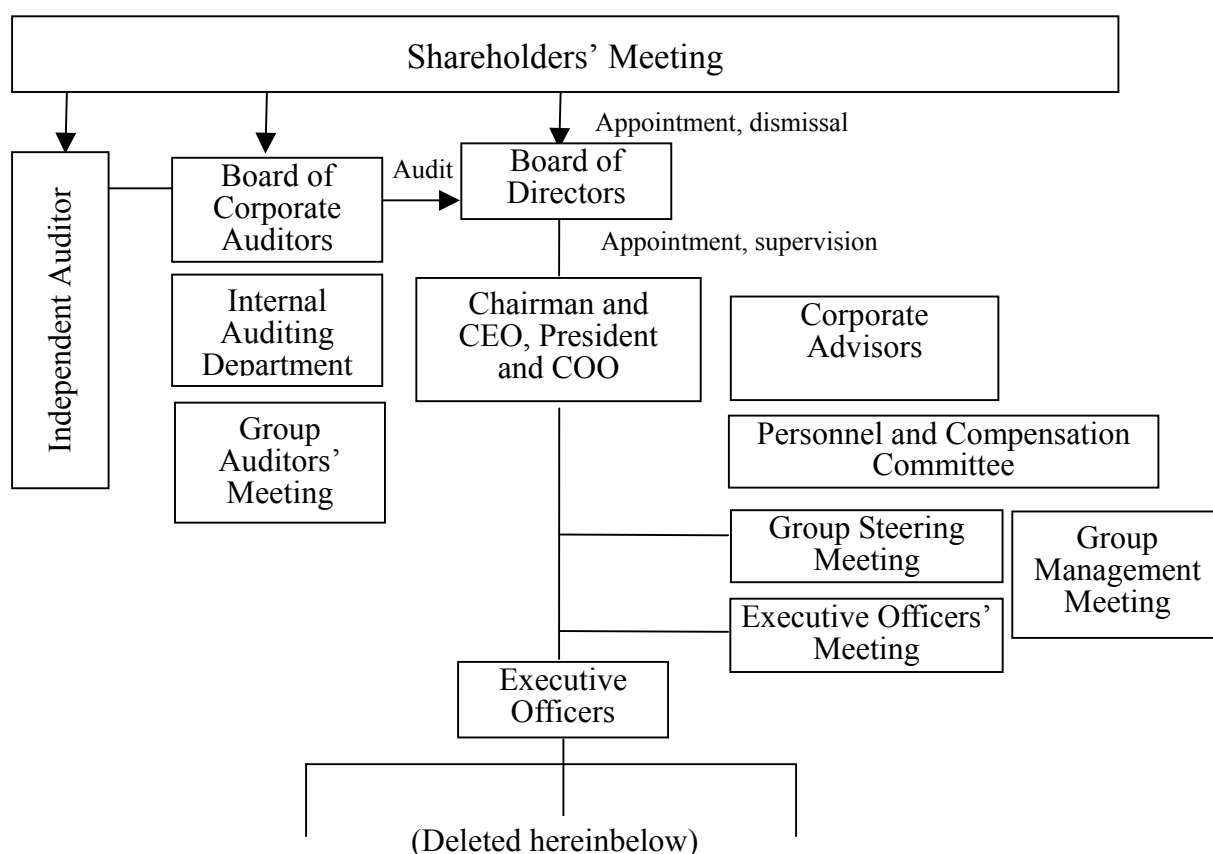 Shareholders’ Meeting
Appointment, dismissal
Independent Auditor
Board of
Corporate
Auditors
Audit
Board of
Directors
Appointment, supervision
Internal
Auditing
Department
Chairman and
CEO, President
and COO
Corporate
Advisors
Group
Auditors’
Meeting
Personnel and Compensation
Committee
Group Steering
Meeting
Group
Management
Meeting
Executive Officers’
Meeting
Executive
Officers
(Deleted hereinbelow)